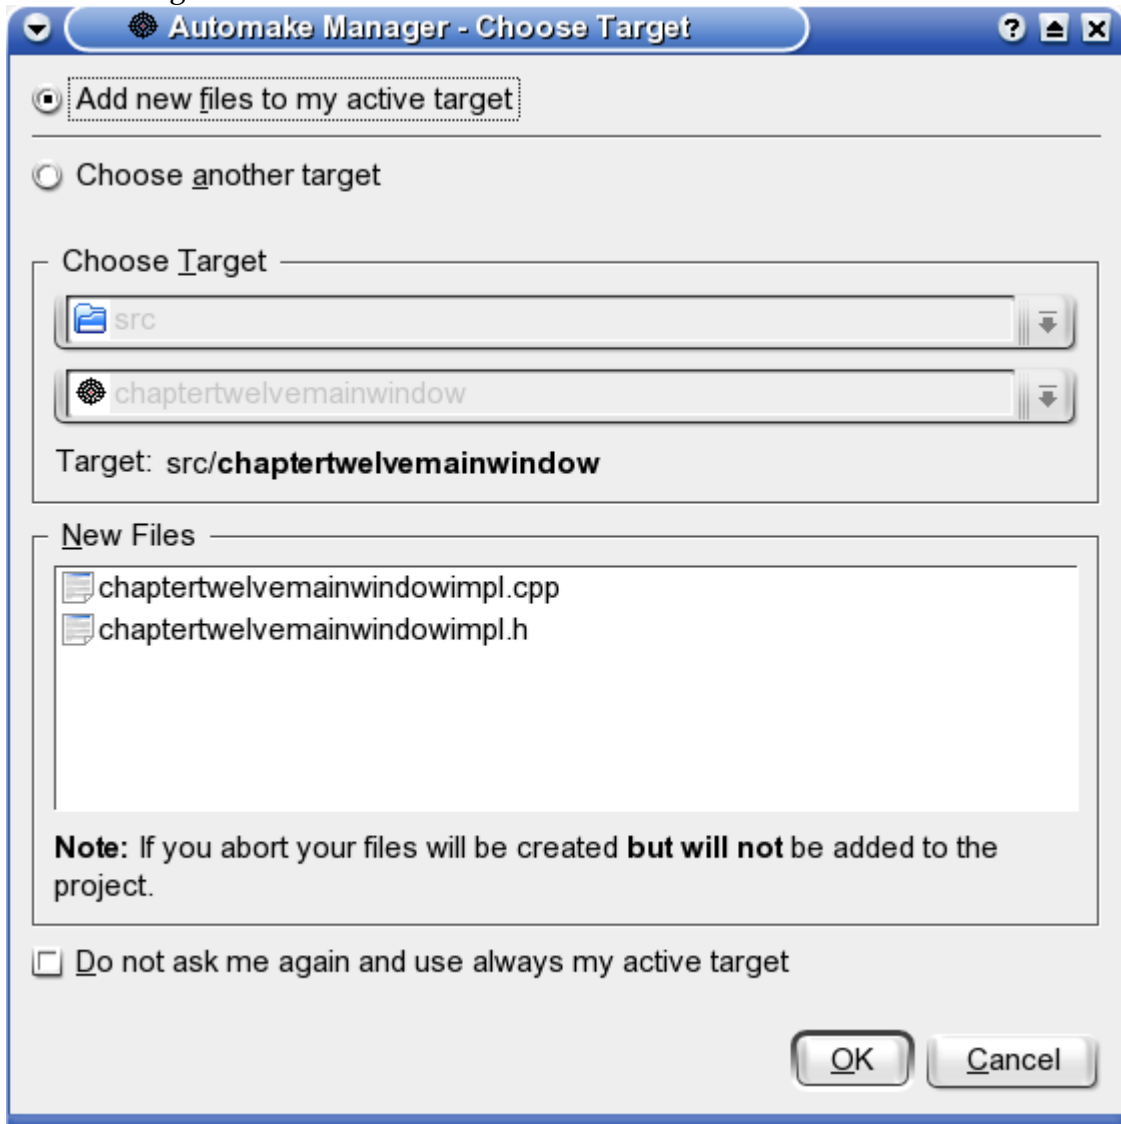 Automake Manager - Choose Target
Add new files to my active target
Choose another target
Choose Target
src
chaptertwelvemainwindow
Target: src/chaptertwelvemainwindow
New Files
chaptertwelvemainwindowimpl.cpp
chaptertwelvemainwindowimpl.h
Note: If you abort your files will be created but will not be added to the
project.
Do not ask me again and use always my active target
OK Cancel